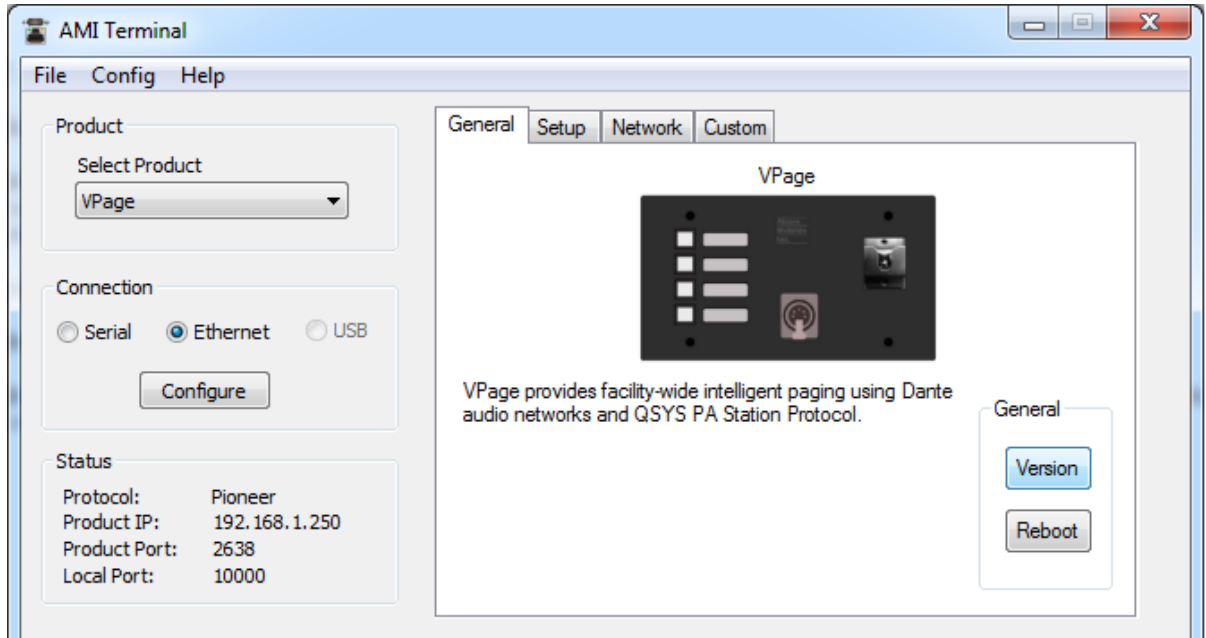 AMI Terminal
File Config Help
Product
Select Product
VPage
Connection
Serial Ethernet USB
Configure
Status
Protocol: Pioneer
Product IP: 192.168.1.250
Product Port: 2638
Local Port: 10000
General Setup Network Custom
VPage
VPage provides facility-wide intelligent paging using Dante
audio networks and QSYS PA Station Protocol.
General
Version
Reboot